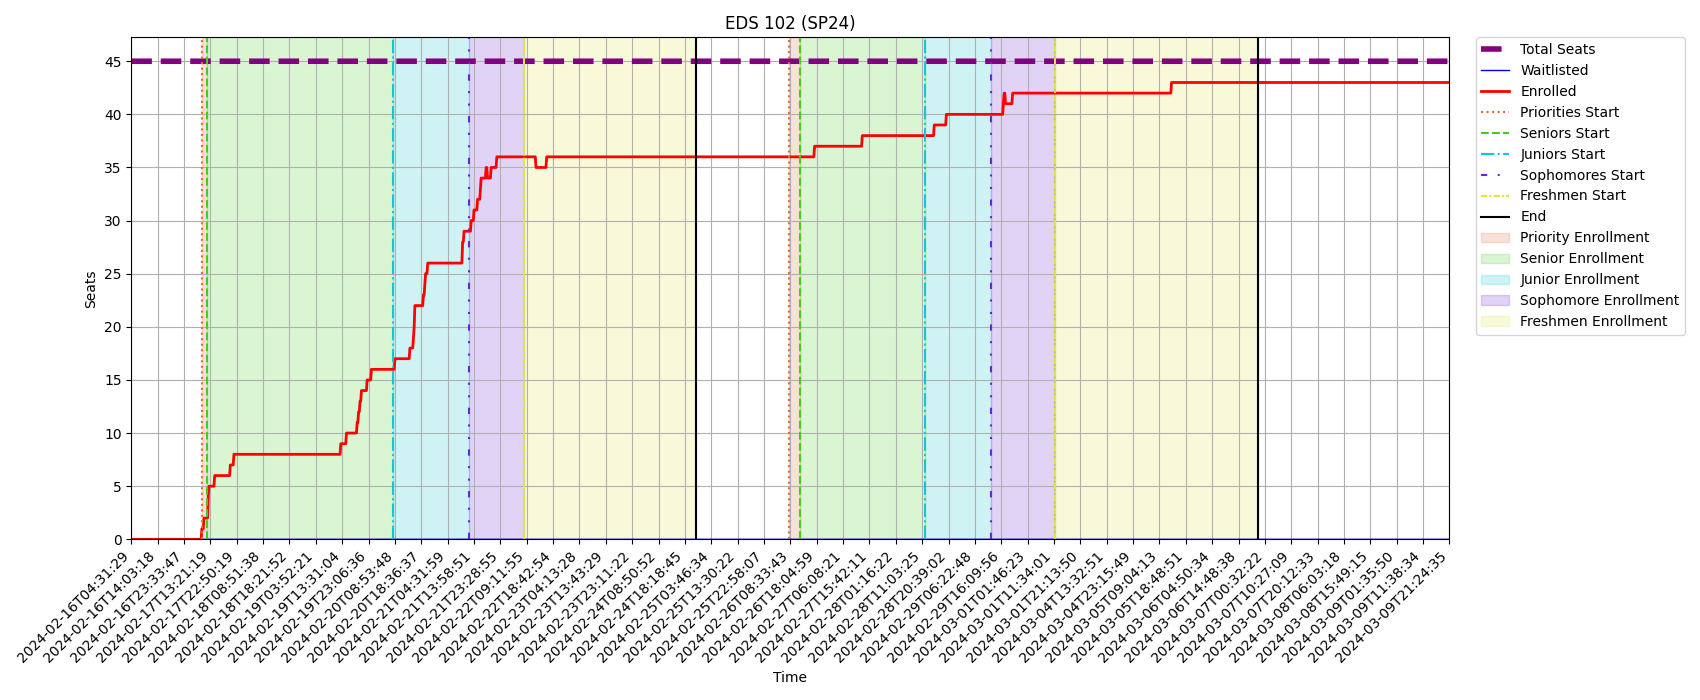 EDS 102 (SP24)
Seats
45
40
35
30
25
20
15
10
5
0
2024-02-16T04:31:29
2024-02-16T14:03:18
2024-02-16T23:33:47
2024-02-17T13:21:19
2024-02-17T22:50:19
2024-02-18T08:51:38
2024-02-18T18:21:52
2024-02-19T03:52:21
2024-02-19T13:31:04
2024-02-19T23:06:36
2024-02-20T08:53:48
2024-02-20T18:36:37
2024-02-21T04:31:59
2024-02-21T13:58:51
2024-02-21T23:28:55
2024-02-22T09:11:55
2024-02-22T18:42:54
2024-02-23T04:13:28
2024-02-23T13:43:29
2024-02-23T23:11:22
2024-02-24T08:50:52
2024-02-24T18:18:45
2024-02-25T03:46:34
2024-02-25T13:30:22
2024-02-25T22:58:07
2024-02-26T08:33:43
2024-02-26T18:04:59
2024-02-27T06:08:21
2024-02-27T15:42:11
2024-02-28T01:16:22
2024-02-28T11:03:25
2024-02-28T20:39:02
2024-02-29T06:22:48
2024-02-29T16:09:56
2024-03-01T01:46:23
2024-03-01T11:34:01
2024-03-01T21:13:50
2024-03-04T18:32:51
2024-03-04T23:15:49
2024-03-05T09:04:13
2024-03-05T18:48:51
2024-03-06T04:50:34
2024-03-06T14:48:38
2024-03-07T00:32:22
2024-03-07T10:27:09
2024-03-07T20:12:33
2024-03-08T06:03:18
2024-03-08T15:49:15
2024-03-09T01:35:50
2024-03-09T11:38:34
2024-03-09T21:24:35
Time
Total Seats
Waitlisted
Enrolled
Priorities Start
Seniors Start
Juniors Start
Sophomores Start
Freshmen Start
End
Priority Enrollment
Senior Enrollment
Junior Enrollment
Sophomore Enrollment
Freshmen Enrollment